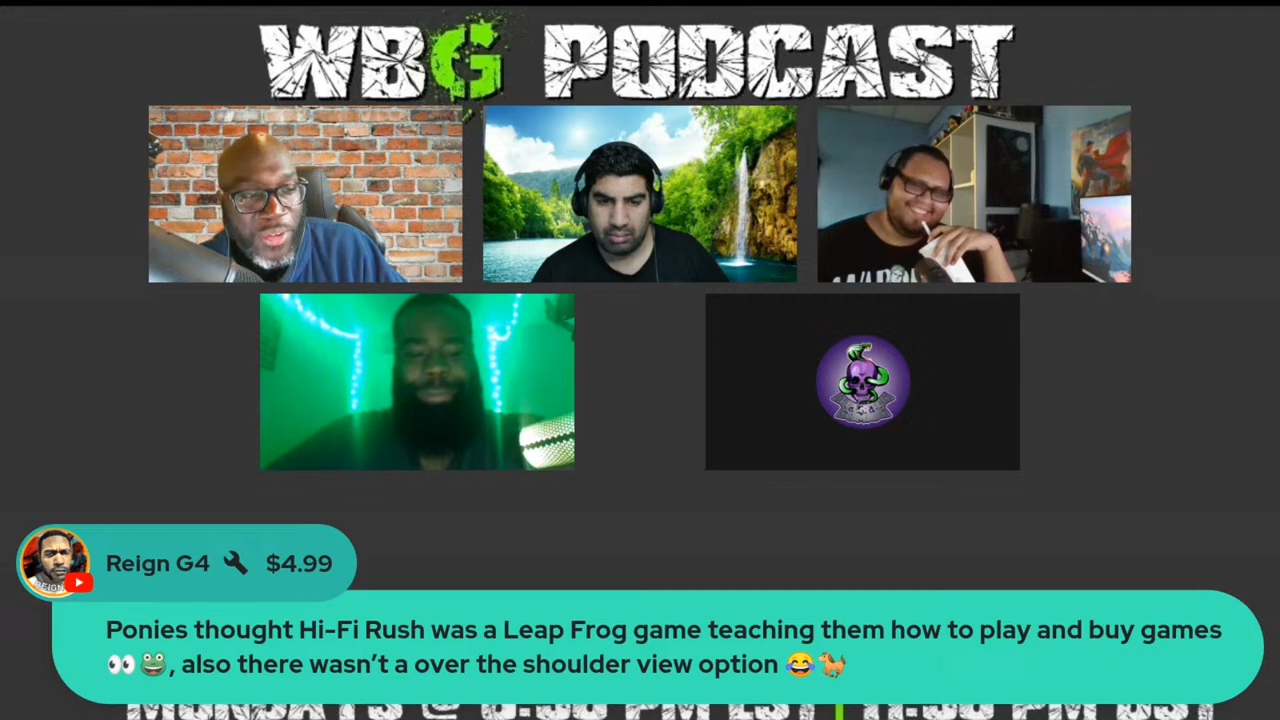 WBG PODCAST
Reign G4 $4.99
Ponies thought Hi-Fi Rush was a Leap Frog game teaching them how to play and buy games
👀🐸, also there wasn’t a over the shoulder view option 😂🐎